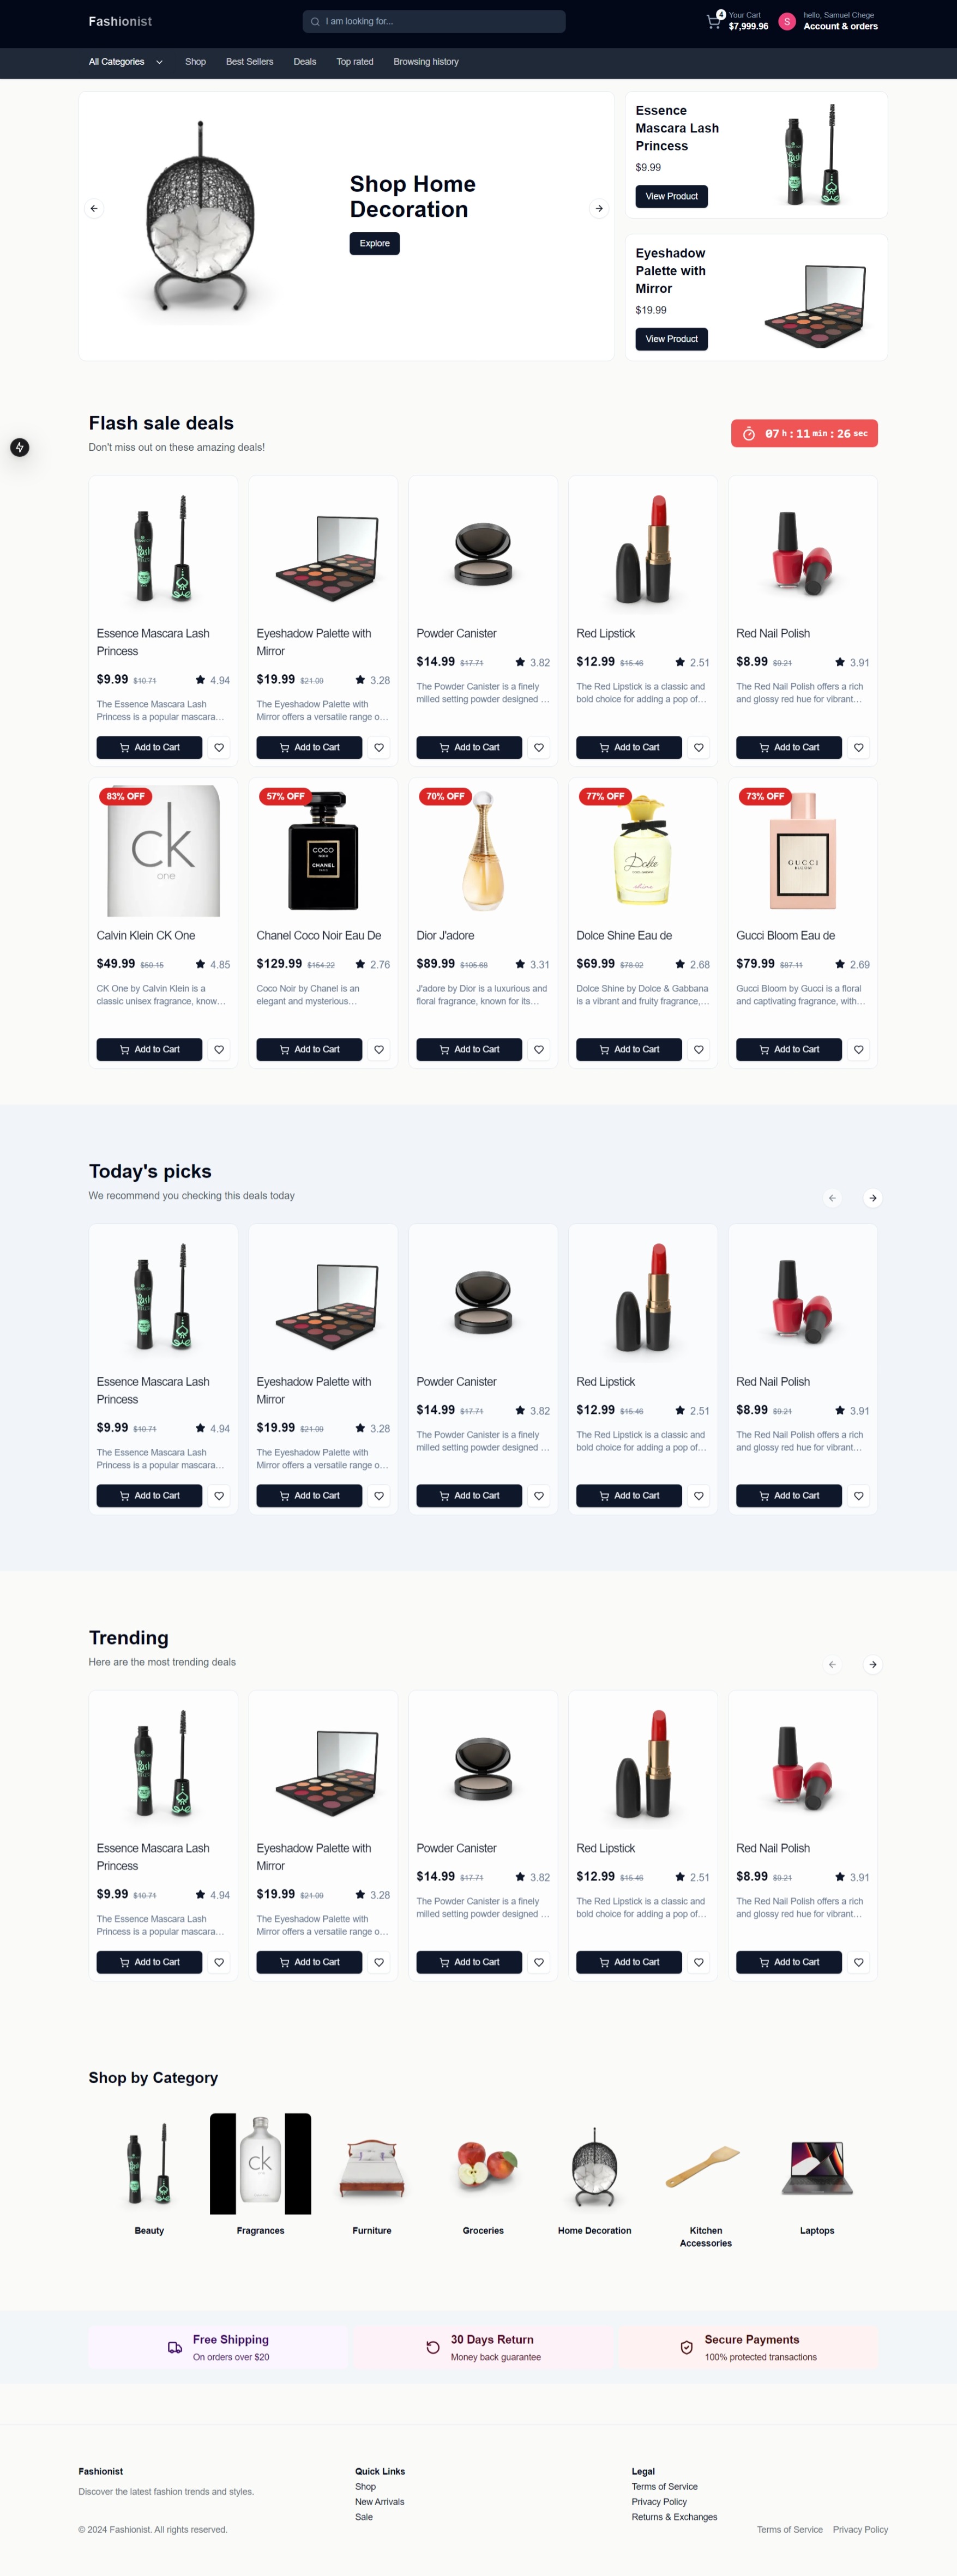 Fashionist
I am looking for...
4
Your Cart
$7,999.96
S
hello, Samuel Chege
Account & orders
All Categories
Shop
Best Sellers
Deals
Top rated
Browsing history
Shop Home
Decoration
Explore
Essence
Mascara Lash
Princess
$9.99
View Product
Eyeshadow
Palette with
Mirror
$19.99
View Product
Flash sale deals
Don't miss out on these amazing deals!
07 h : 11 min : 26 sec
Essence Mascara Lash
Princess
$9.99 $10.71 4.94
The Essence Mascara Lash
Princess is a popular mascara…
Add to Cart
Eyeshadow Palette with
Mirror
$19.99 $21.09 3.28
The Eyeshadow Palette with
Mirror offers a versatile range o…
Add to Cart
Powder Canister
$14.99 $17.71 3.82
The Powder Canister is a finely
milled setting powder designed …
Add to Cart
Red Lipstick
$12.99 $15.46 2.51
The Red Lipstick is a classic and
bold choice for adding a pop of…
Add to Cart
Red Nail Polish
$8.99 $9.21 3.91
The Red Nail Polish offers a rich
and glossy red hue for vibrant…
Add to Cart
83% OFF
ck
one
Calvin Klein CK One
$49.99 $50.15 4.85
CK One by Calvin Klein is a
classic unisex fragrance, know…
Add to Cart
57% OFF
COCO
NOIR
CHANEL
Chanel Coco Noir Eau De
$129.99 $154.22 2.76
Coco Noir by Chanel is an
elegant and mysterious…
Add to Cart
70% OFF
Dior J'adore
$89.99 $105.68 3.31
J'adore by Dior is a luxurious and
floral fragrance, known for its…
Add to Cart
77% OFF
Dolce
shine
Dolce Shine Eau de
$69.99 $78.02 2.68
Dolce Shine by Dolce & Gabbana
is a vibrant and fruity fragrance,…
Add to Cart
73% OFF
GUCCI
BLOOM
Gucci Bloom Eau de
$79.99 $87.11 2.69
Gucci Bloom by Gucci is a floral
and captivating fragrance, with…
Add to Cart
Today's picks
We recommend you checking this deals today
Essence Mascara Lash
Princess
$9.99 $10.71 4.94
The Essence Mascara Lash
Princess is a popular mascara…
Add to Cart
Eyeshadow Palette with
Mirror
$19.99 $21.09 3.28
The Eyeshadow Palette with
Mirror offers a versatile range o…
Add to Cart
Powder Canister
$14.99 $17.71 3.82
The Powder Canister is a finely
milled setting powder designed …
Add to Cart
Red Lipstick
$12.99 $15.46 2.51
The Red Lipstick is a classic and
bold choice for adding a pop of…
Add to Cart
Red Nail Polish
$8.99 $9.21 3.91
The Red Nail Polish offers a rich
and glossy red hue for vibrant…
Add to Cart
Trending
Here are the most trending deals
Essence Mascara Lash
Princess
$9.99 $10.71 4.94
The Essence Mascara Lash
Princess is a popular mascara…
Add to Cart
Eyeshadow Palette with
Mirror
$19.99 $21.09 3.28
The Eyeshadow Palette with
Mirror offers a versatile range o…
Add to Cart
Powder Canister
$14.99 $17.71 3.82
The Powder Canister is a finely
milled setting powder designed …
Add to Cart
Red Lipstick
$12.99 $15.46 2.51
The Red Lipstick is a classic and
bold choice for adding a pop of…
Add to Cart
Red Nail Polish
$8.99 $9.21 3.91
The Red Nail Polish offers a rich
and glossy red hue for vibrant…
Add to Cart
Shop by Category
ck
Beauty
Fragrances
Furniture
Groceries
Home Decoration
Kitchen
Accessories
Laptops
Free Shipping
On orders over $20
30 Days Return
Money back guarantee
Secure Payments
100% protected transactions
Fashionist
Discover the latest fashion trends and styles.
Quick Links
Shop
New Arrivals
Sale
Legal
Terms of Service
Privacy Policy
Returns & Exchanges
© 2024 Fashionist. All rights reserved.
Terms of Service
Privacy Policy